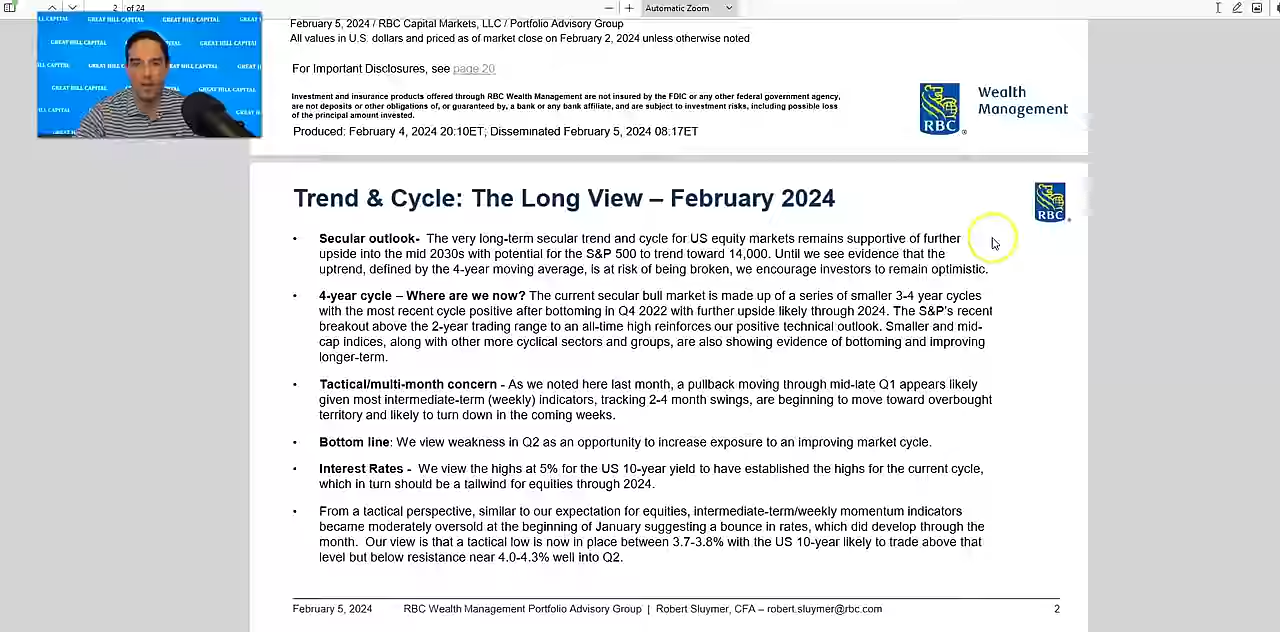 2 of 24
Automatic Zoom
CAPITAL GREAT HILL CAPITAL GREAT HILL CAPITAL
GREAT HILL CAPITAL GREAT HILL CAPITAL
GREAT HILL CAPITAL
February 5, 2024 / RBC Capital Markets, LLC / Portfolio Advisory Group
All values in U.S. dollars and priced as of market close on February 2, 2024 unless otherwise noted
For Important Disclosures, see page 20
Investment and insurance products offered through RBC Wealth Management are not insured by the FDIC or any other federal government agency,
are not deposits or other obligations of, or guaranteed by, a bank or any bank affiliate, and are subject to investment risks, including possible loss
of the principal amount invested.
Produced: February 4, 2024 20:10ET; Disseminated February 5, 2024 08:17ET
RBC
®
Wealth
Management
Trend & Cycle: The Long View – February 2024
RBC
®
• Secular outlook- The very long-term secular trend and cycle for US equity markets remains supportive of further
upside into the mid 2030s with potential for the S&P 500 to trend toward 14,000. Until we see evidence that the
uptrend, defined by the 4-year moving average, is at risk of being broken, we encourage investors to remain optimistic.
• 4-year cycle – Where are we now? The current secular bull market is made up of a series of smaller 3-4 year cycles
with the most recent cycle positive after bottoming in Q4 2022 with further upside likely through 2024. The S&P's recent
breakout above the 2-year trading range to an all-time high reinforces our positive technical outlook. Smaller and mid-
cap indices, along with other more cyclical sectors and groups, are also showing evidence of bottoming and improving
longer-term.
• Tactical/multi-month concern - As we noted here last month, a pullback moving through mid-late Q1 appears likely
given most intermediate-term (weekly) indicators, tracking 2-4 month swings, are beginning to move toward overbought
territory and likely to turn down in the coming weeks.
• Bottom line: We view weakness in Q2 as an opportunity to increase exposure to an improving market cycle.
• Interest Rates - We view the highs at 5% for the US 10-year yield to have established the highs for the current cycle,
which in turn should be a tailwind for equities through 2024.
• From a tactical perspective, similar to our expectation for equities, intermediate-term/weekly momentum indicators
became moderately oversold at the beginning of January suggesting a bounce in rates, which did develop through the
month. Our view is that a tactical low is now in place between 3.7-3.8% with the US 10-year likely to trade above that
level but below resistance near 4.0-4.3% well into Q2.
February 5, 2024 RBC Wealth Management Portfolio Advisory Group | Robert Sluymer, CFA – robert.sluymer@rbc.com 2